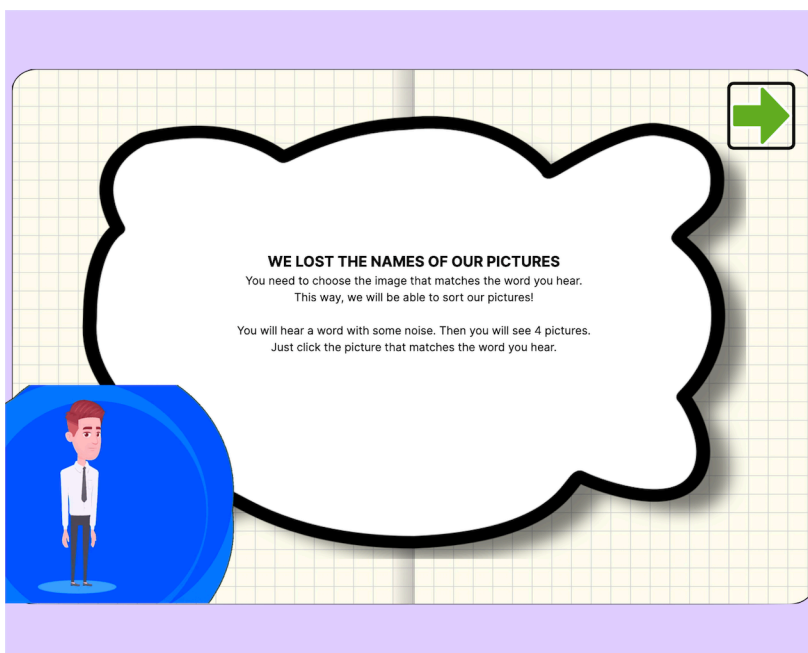 WE LOST THE NAMES OF OUR PICTURES
You need to choose the image that matches the word you hear.
This way, we will be able to sort our pictures!
You will hear a word with some noise. Then you will see 4 pictures.
Just click the picture that matches the word you hear.